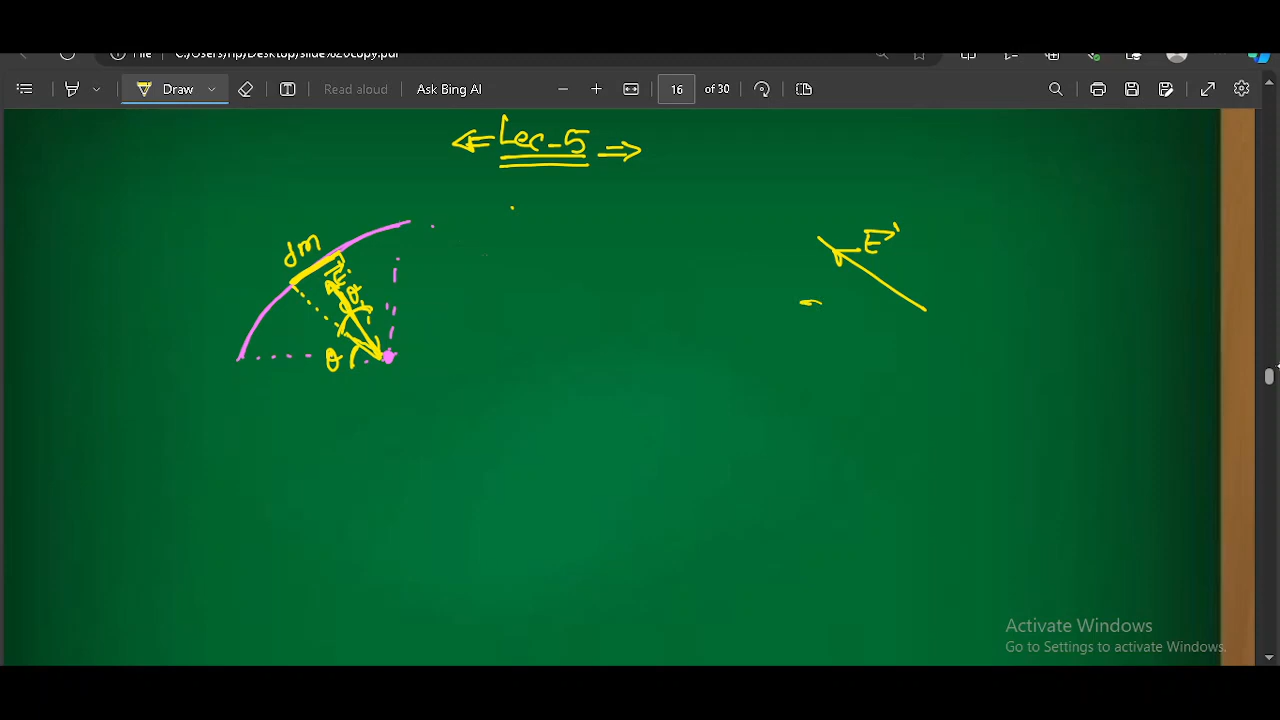 File C:/Users/hp/Desktop/slide%20copy.pdf
Draw Read aloud Ask Bing AI 16 of 30
Lec-5
dm
E
E
dθ
θ
Activate Windows
Go to Settings to activate Windows.